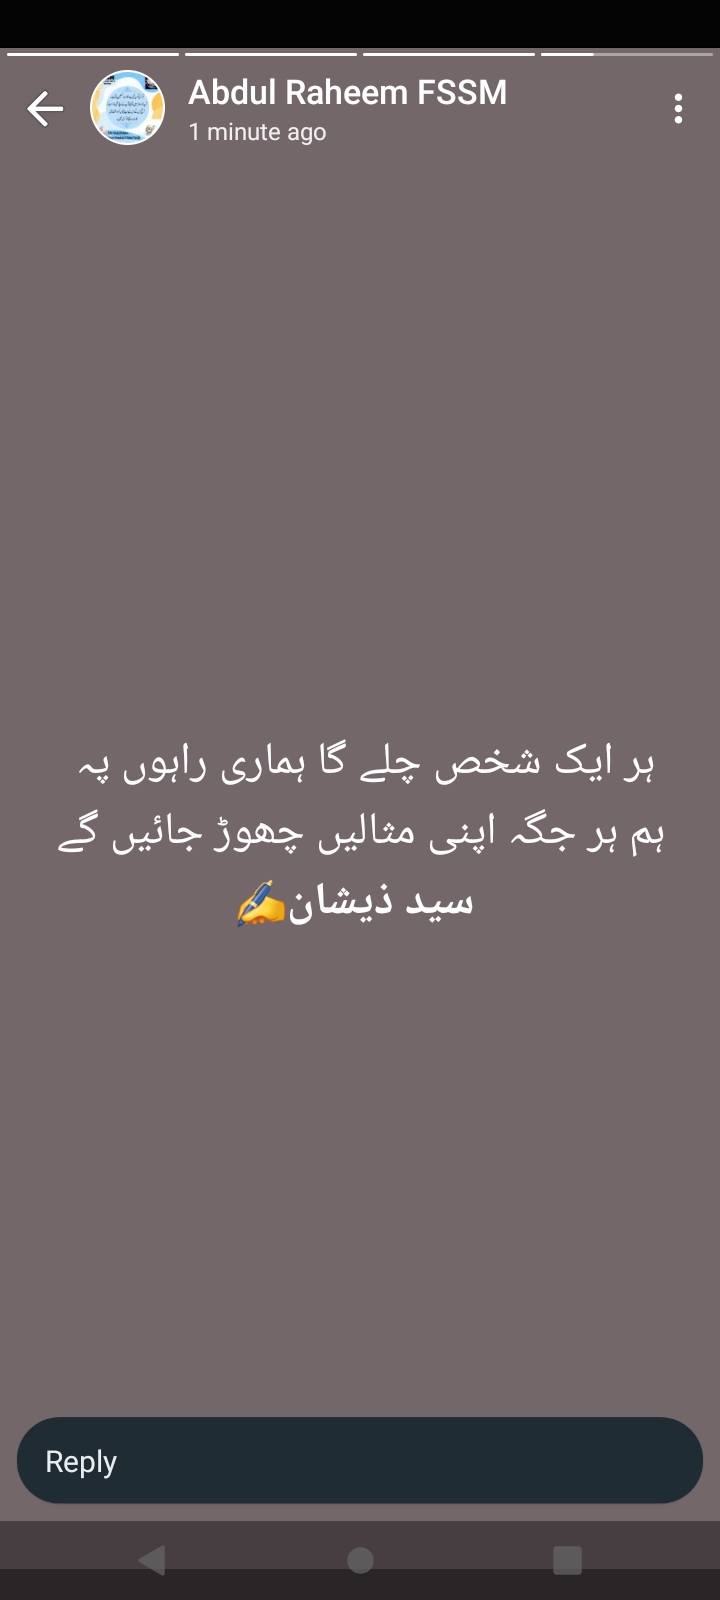 Abdul Raheem FSSM
1 minute ago
ہر ایک شخص چلے گا ہماری راہوں پہ
ہم ہر جگہ اپنی مثالیں چھوڑ جائیں گے
سید ذیشان✍️
Reply